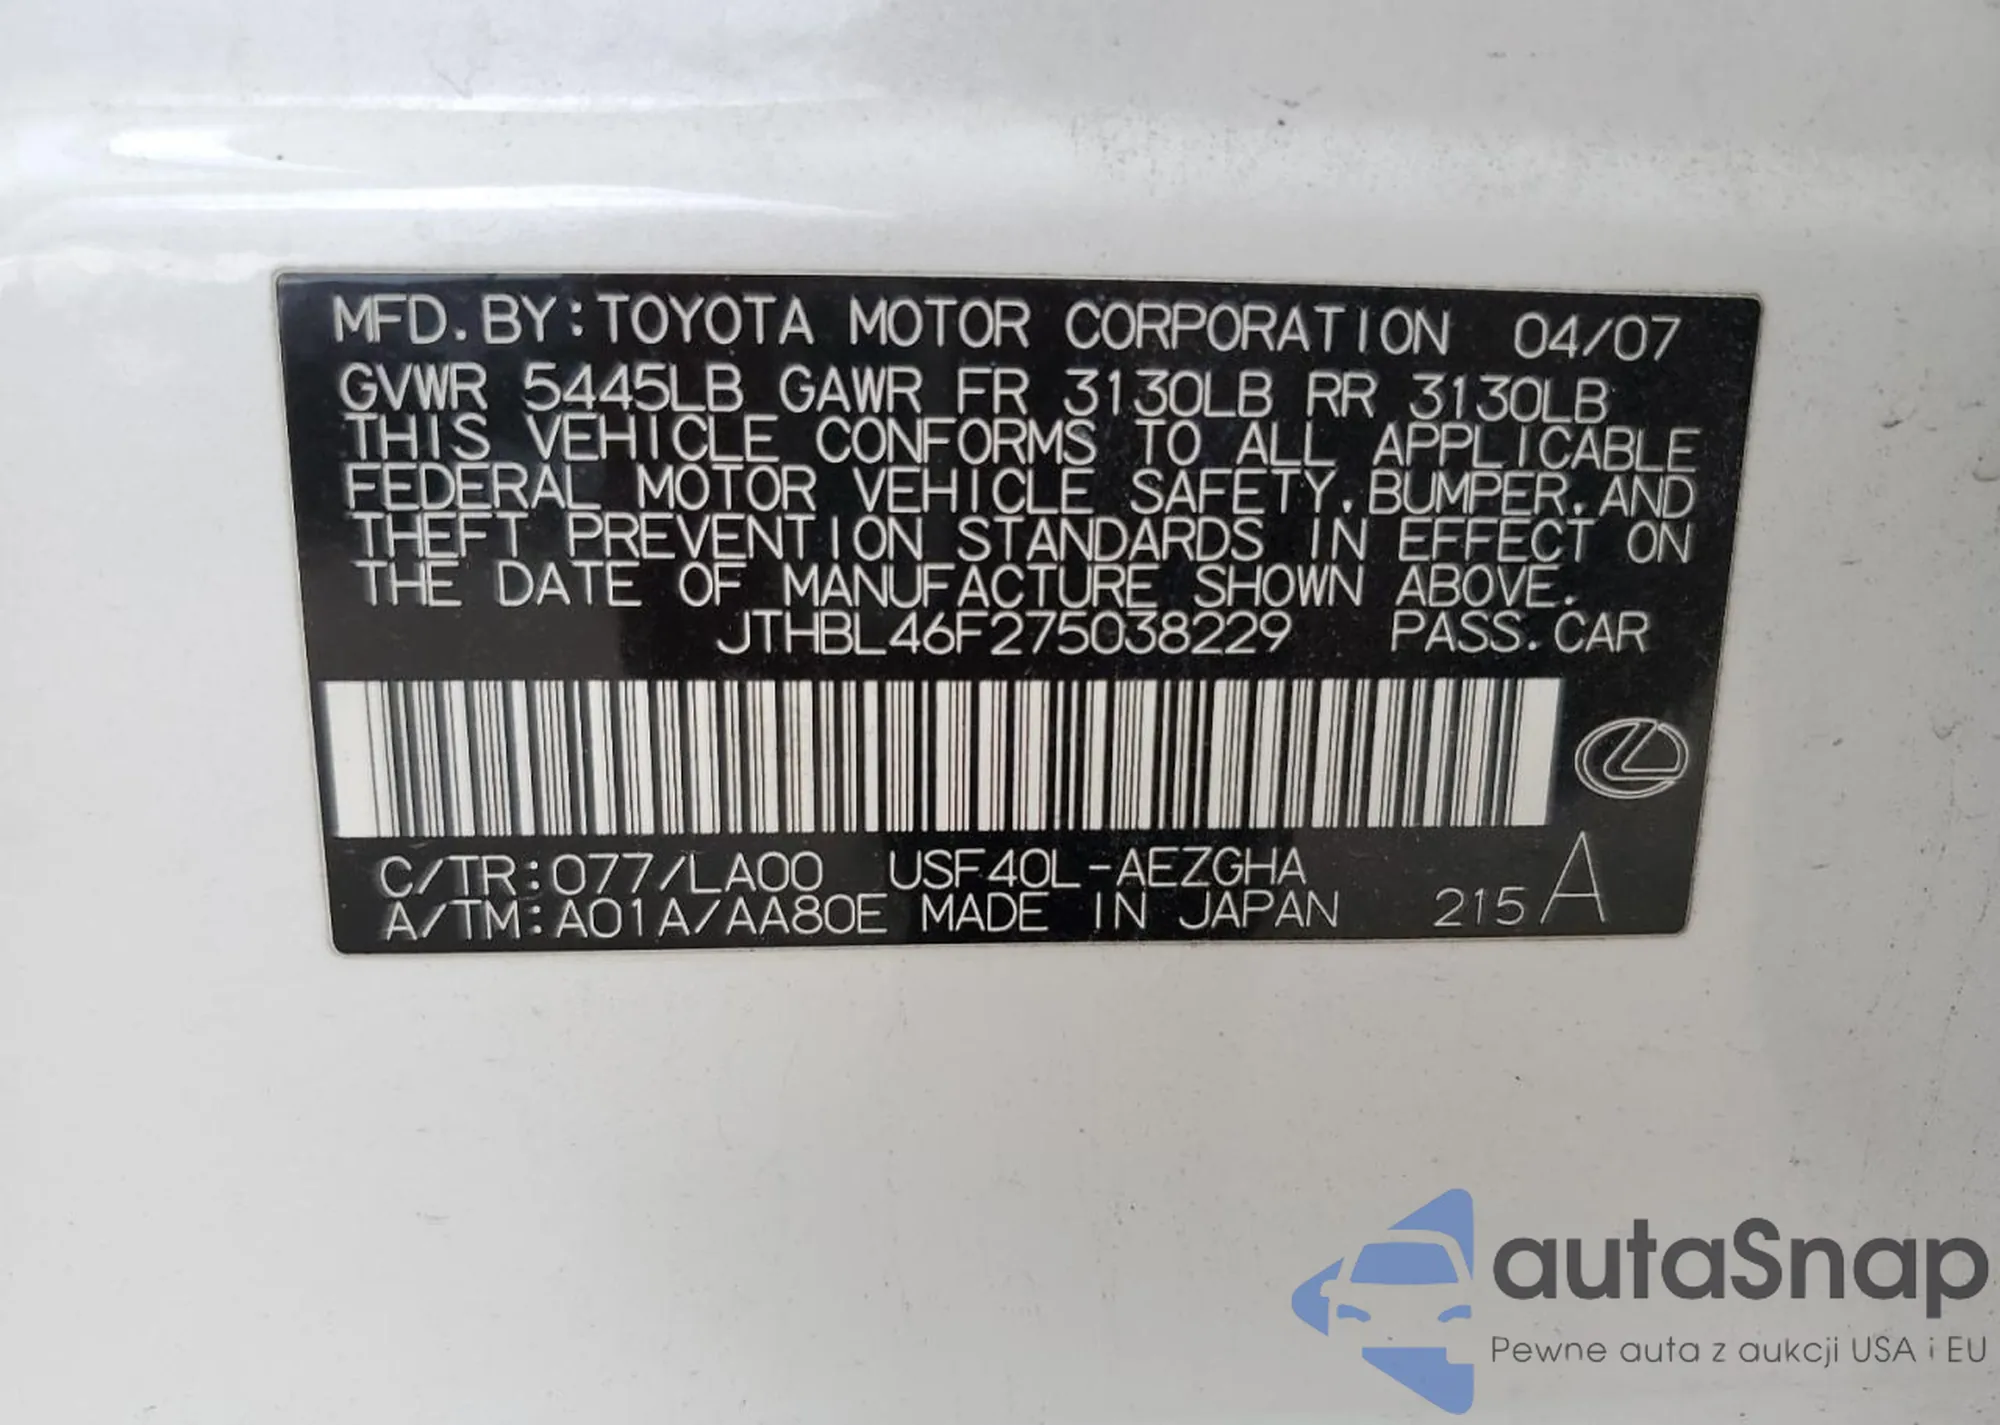 MFD. BY: TOYOTA MOTOR CORPORATION 04/07
GVWR 5445LB GAWR FR 3130LB RR 3130LB
THIS VEHICLE CONFORMS TO ALL APPLICABLE
FEDERAL MOTOR VEHICLE SAFETY, BUMPER, AND
THEFT PREVENTION STANDARDS IN EFFECT ON
THE DATE OF MANUFACTURE SHOWN ABOVE.
JTHBL46F275038229 PASS. CAR
C/TR: 077/LA00 USF40L-AEZGHA
A/TM: A01A/AA80E MADE IN JAPAN 215 A
autaSnap
Pewne auta z aukcji USA i EU